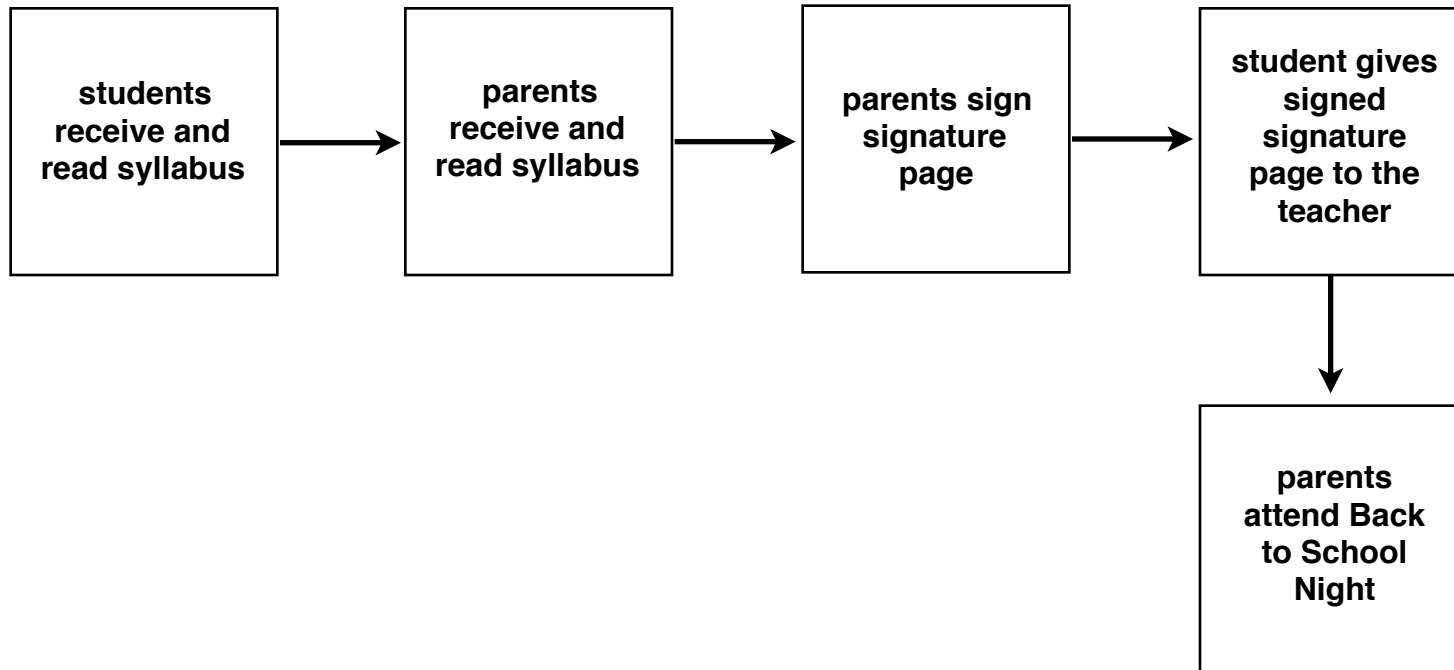 students
receive and
read syllabus
parents
receive and
read syllabus
parents sign
signature
page
student gives
signed
signature
page to the
teacher
parents
attend Back
to School
Night